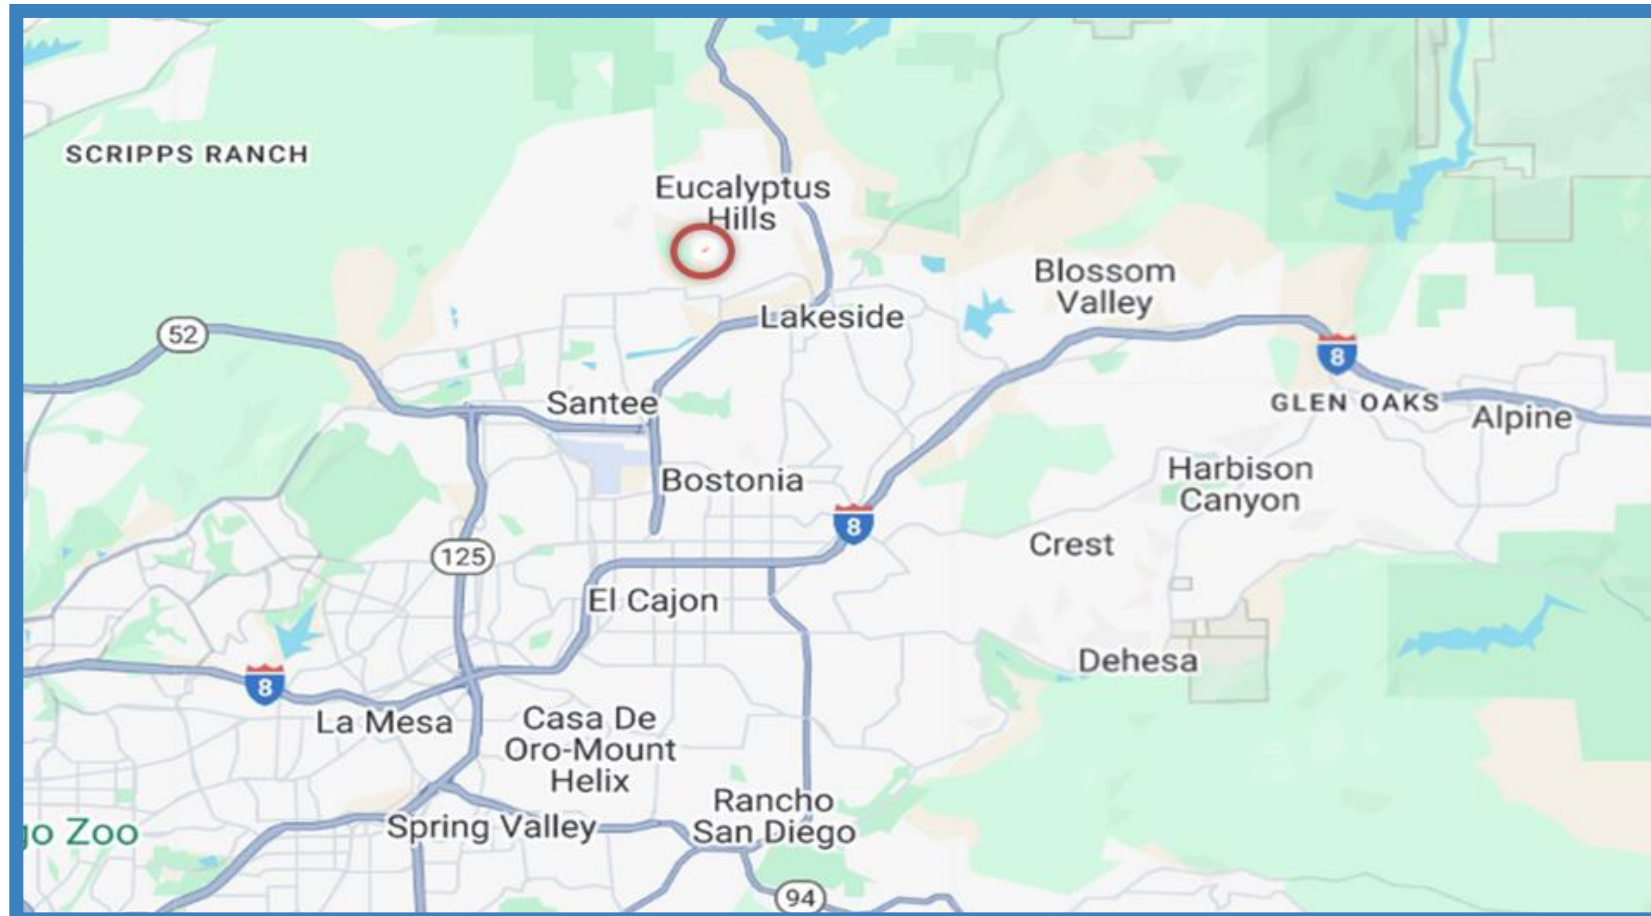 SCRIPPS RANCH
Eucalyptus
Hills
Blossom
Valley
Lakeside
52
8
GLEN OAKS
Alpine
Santee
Bostonia
Harbison
Canyon
8
Crest
125
El Cajon
Dehesa
8
La Mesa
Casa De
Oro-Mount
Helix
Rancho
San Diego
Spring Valley
go Zoo
94